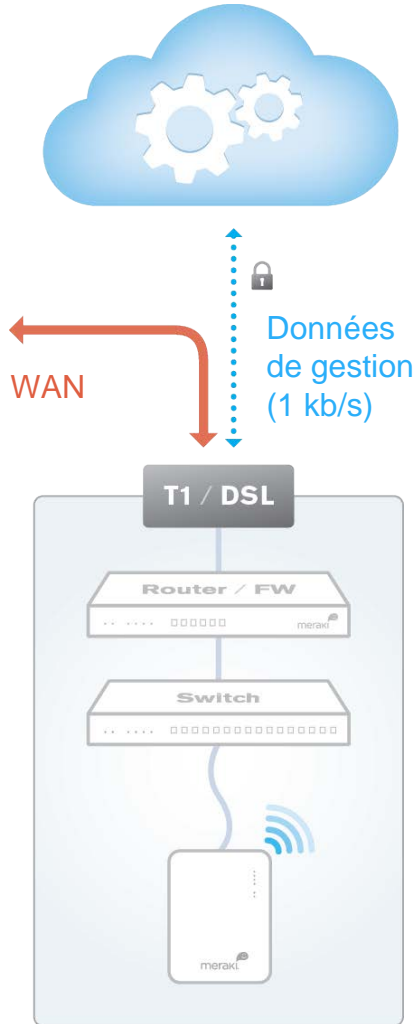 Données
de gestion
(1 kb/s)
WAN
T1 / DSL
Router / FW
meraki
Switch
meraki